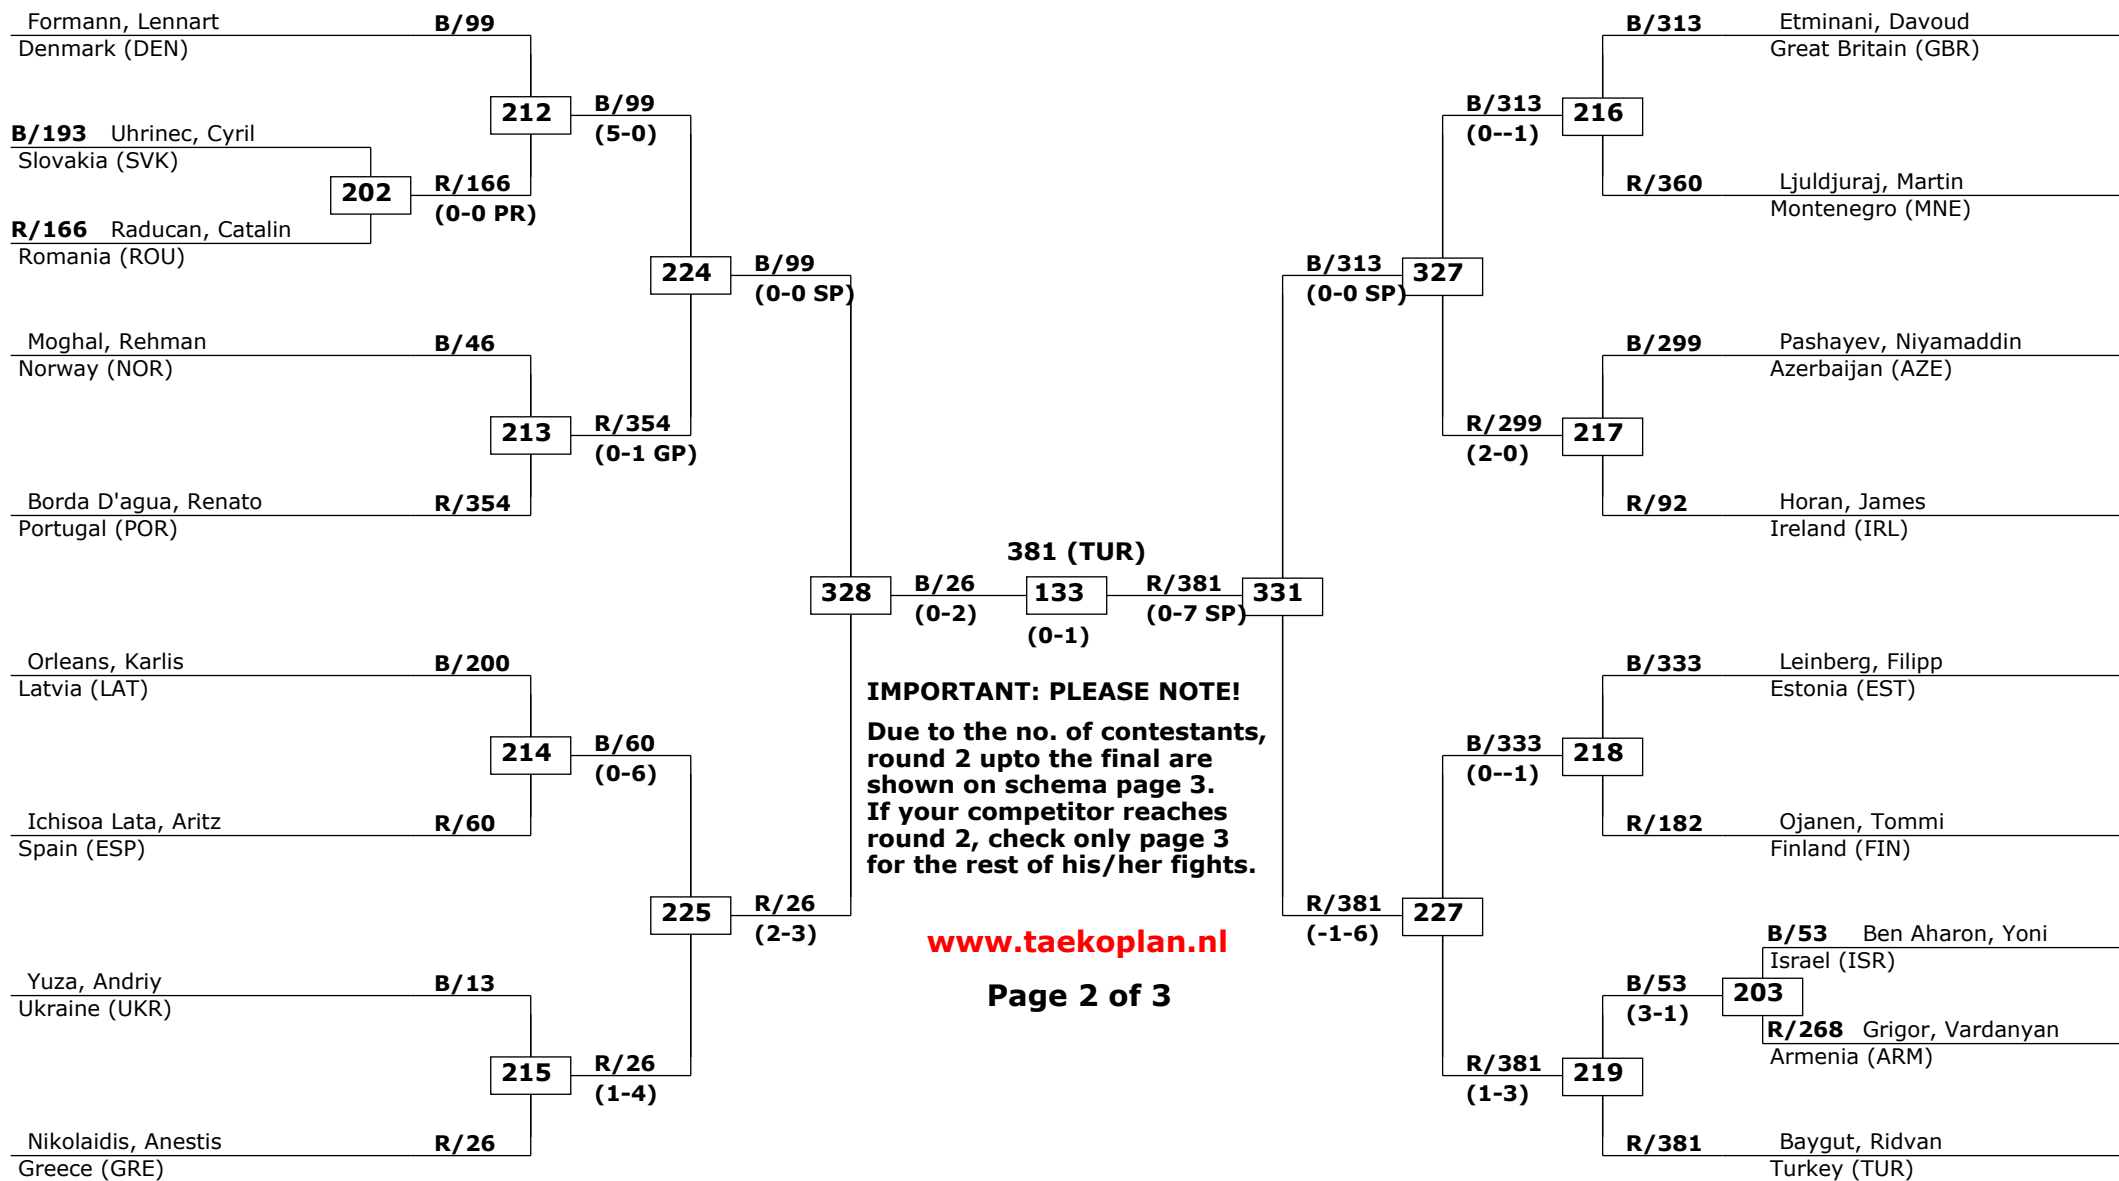 Formann, Lennart
B/99
Denmark (DEN)
212
B/99
(5-0)
B/193 Uhrinec, Cyril
Slovakia (SVK)
202
R/166
(0-0 PR)
R/166 Raducan, Catalin
Romania (ROU)
224
B/99
(0-0 SP)
Moghal, Rehman
B/46
Norway (NOR)
213
R/354
(0-1 GP)
Borda D'agua, Renato
R/354
Portugal (POR)
328
B/26
(0-2)
Orleans, Karlis
B/200
Latvia (LAT)
214
B/60
(0-6)
Ichisoa Lata, Aritz
R/60
Spain (ESP)
225
R/26
(2-3)
Yuza, Andriy
B/13
Ukraine (UKR)
215
R/26
(1-4)
Nikolaidis, Anestis
R/26
Greece (GRE)
381 (TUR)
133
(0-1)
R/381
(0-7 SP)
331
IMPORTANT: PLEASE NOTE!
Due to the no. of contestants,
round 2 upto the final are
shown on schema page 3.
If your competitor reaches
round 2, check only page 3
for the rest of his/her fights.
www.taekoplan.nl
Page 2 of 3
B/313
Etminani, Davoud
Great Britain (GBR)
B/313
(0--1)
216
R/360
Ljuldjuraj, Martin
Montenegro (MNE)
B/313
(0-0 SP)
327
B/299
Pashayev, Niyamaddin
Azerbaijan (AZE)
R/299
(2-0)
217
R/92
Horan, James
Ireland (IRL)
B/333
Leinberg, Filipp
Estonia (EST)
B/333
(0--1)
218
R/182
Ojanen, Tommi
Finland (FIN)
R/381
(-1-6)
227
B/53 Ben Aharon, Yoni
Israel (ISR)
B/53
(3-1)
203
R/268 Grigor, Vardanyan
Armenia (ARM)
R/381
(1-3)
219
R/381
Baygut, Ridvan
Turkey (TUR)